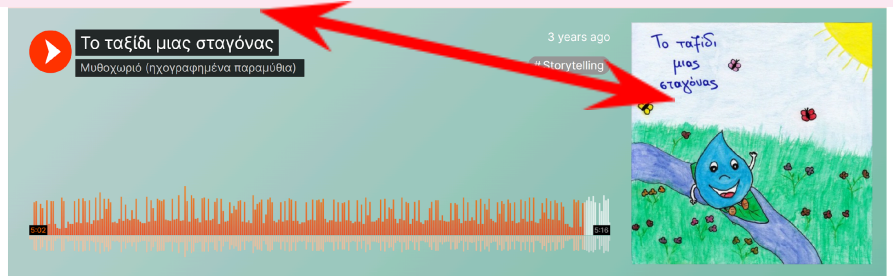 Το ταξίδι μιας σταγόνας
Μυθοχωριό (ηχογραφημένα παραμύθια)
3 years ago
# Storytelling
5:02
5:16
Το ταξίδι
μιας
σταγόνας